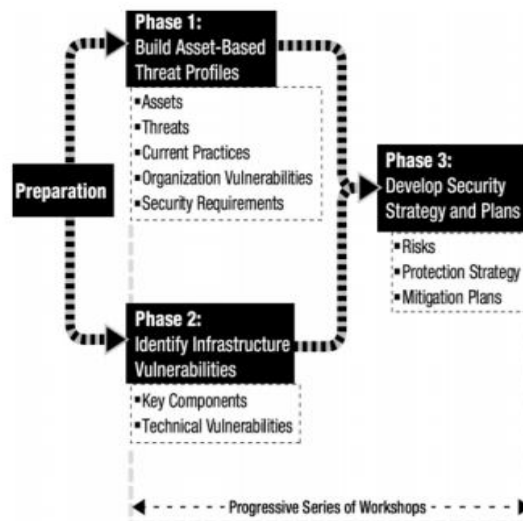 Phase 1:
Build Asset-Based
Threat Profiles
▪Assets
▪Threats
▪Current Practices
▪Organization Vulnerabilities
▪Security Requirements
Preparation
Phase 3:
Develop Security
Strategy and Plans
▪Risks
▪Protection Strategy
▪Mitigation Plans
Phase 2:
Identify Infrastructure
Vulnerabilities
▪Key Components
▪Technical Vulnerabilities
Progressive Series of Workshops